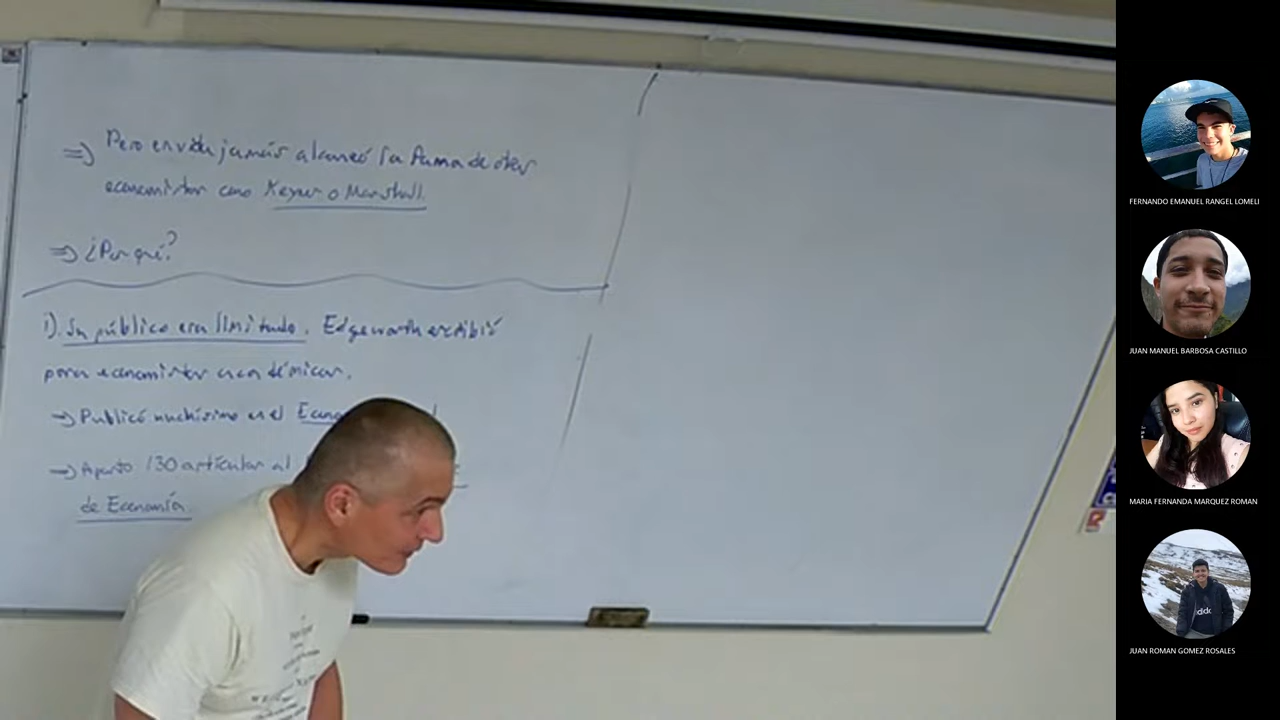 ⇒ Pero en vida jamás alcanzó la fama de otros
economistas como Keynes o Marshall.
⇒ ¿Por qué?
1). Su público era limitado. Edgeworth escribió
para economistas académicos.
→ Publicó muchísimo en el
→ Aporto 130 artículos al
de Economía
FERNANDO EMANUEL RANGEL LOMELI
JUAN MANUEL BARBOSA CASTILLO
MARIA FERNANDA MARQUEZ ROMAN
JUAN ROMAN GOMEZ ROSALES